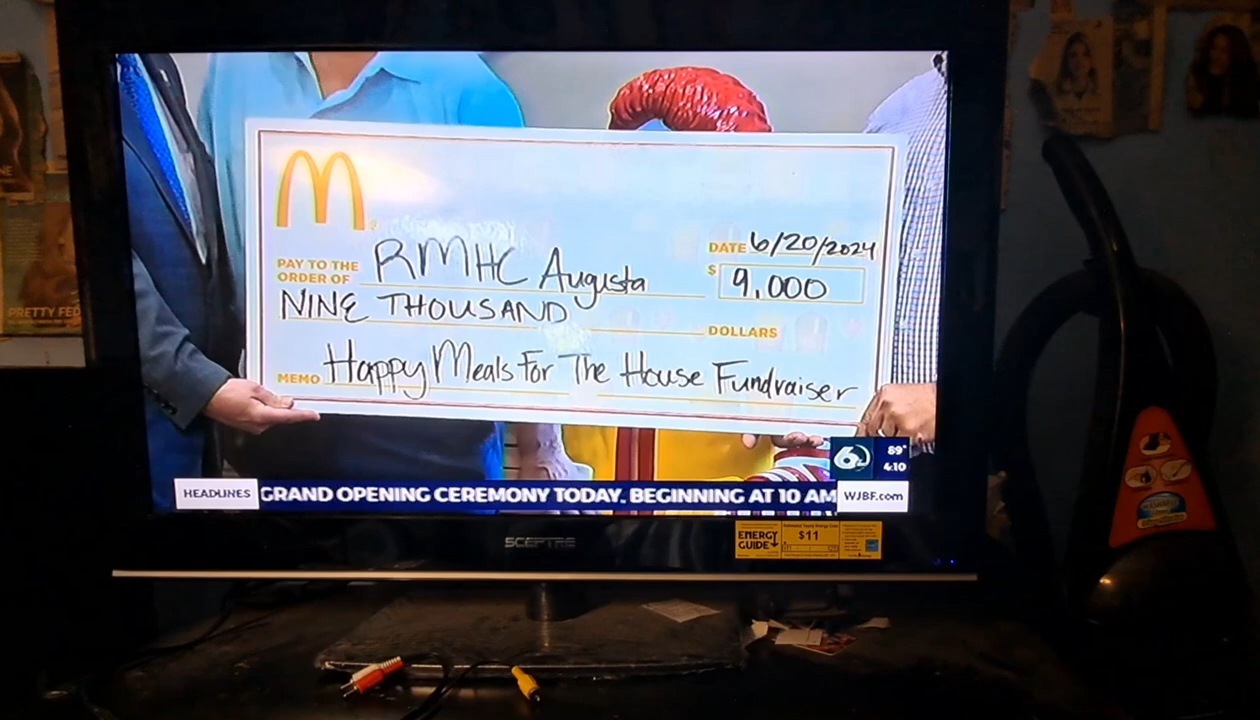 DATE 6/20/2024
PAY TO THE ORDER OF RMHC Augusta $ 9,000
NINE THOUSAND DOLLARS
MEMO Happy Meals For The House Fundraiser
6 89°
4:10
HEADLINES GRAND OPENING CEREMONY TODAY. BEGINNING AT 10 AM WJBF.com
SCEPTRE
ENERGY GUIDE
$11
PRETTY FED